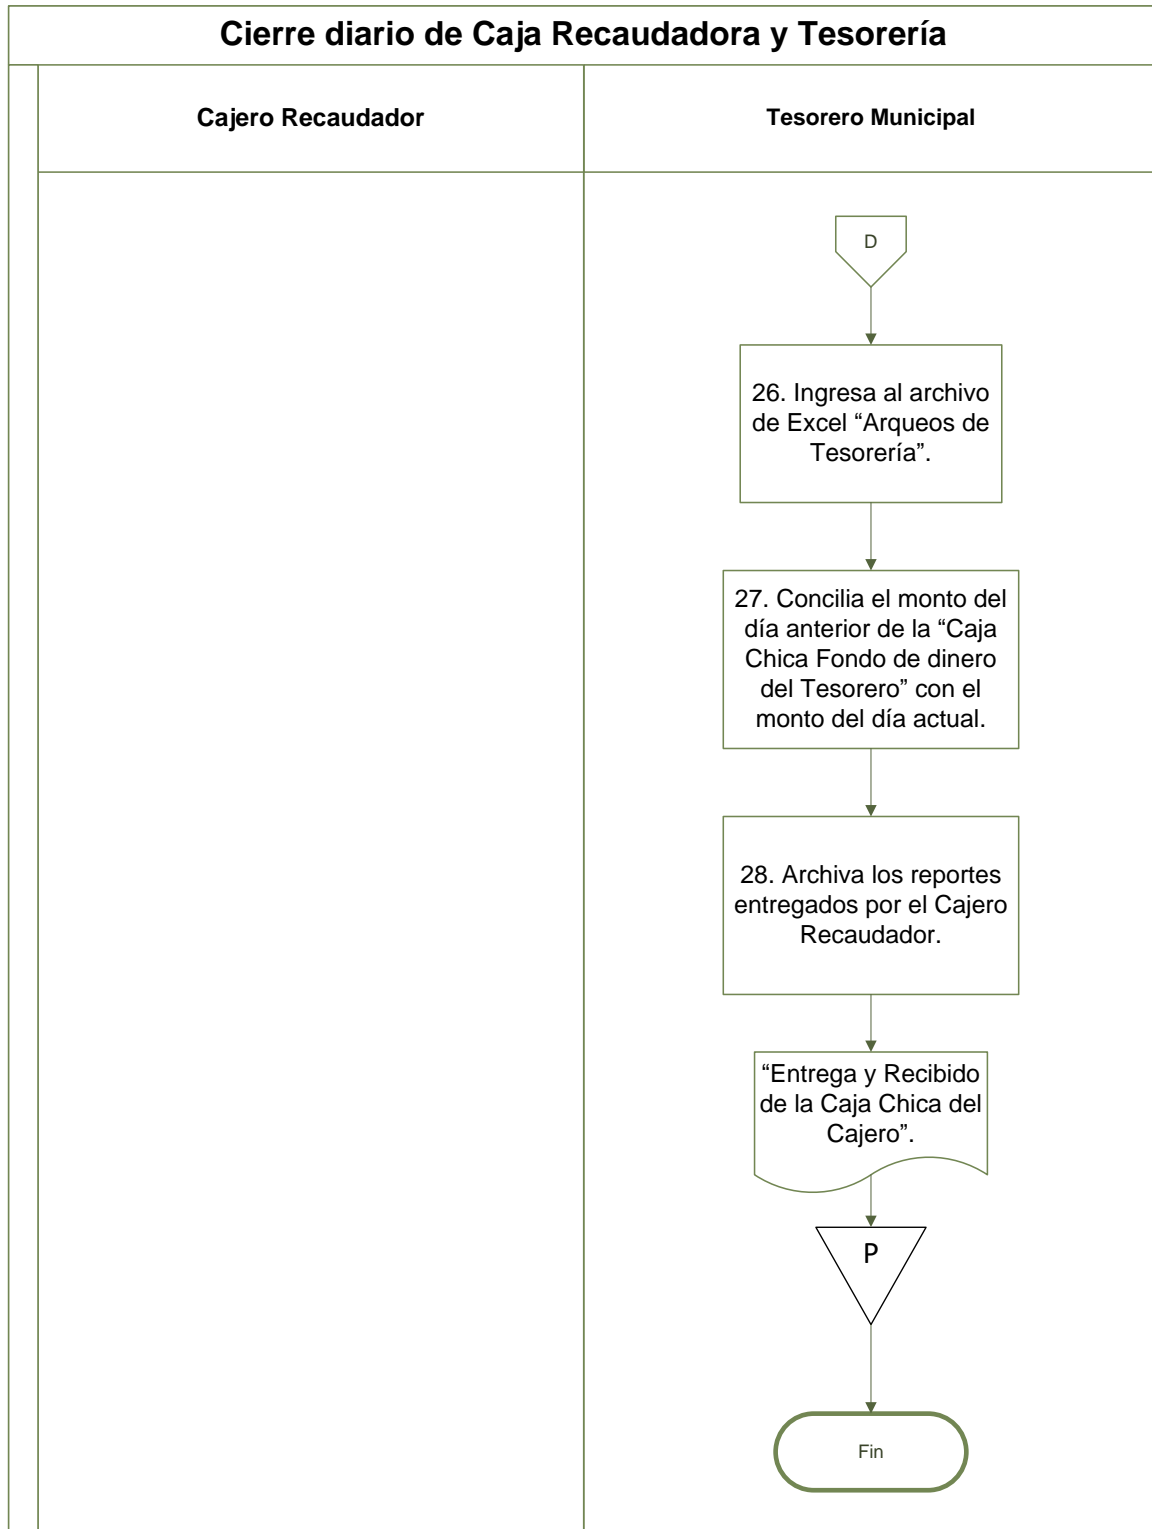 Cierre diario de Caja Recaudadora y Tesorería
Cajero Recaudador
Tesorero Municipal
D
26. Ingresa al archivo
de Excel “Arqueos de
Tesorería”.
27. Concilia el monto del
día anterior de la “Caja
Chica Fondo de dinero
del Tesorero” con el
monto del día actual.
28. Archiva los reportes
entregados por el Cajero
Recaudador.
“Entrega y Recibido
de la Caja Chica del
Cajero”.
P
Fin